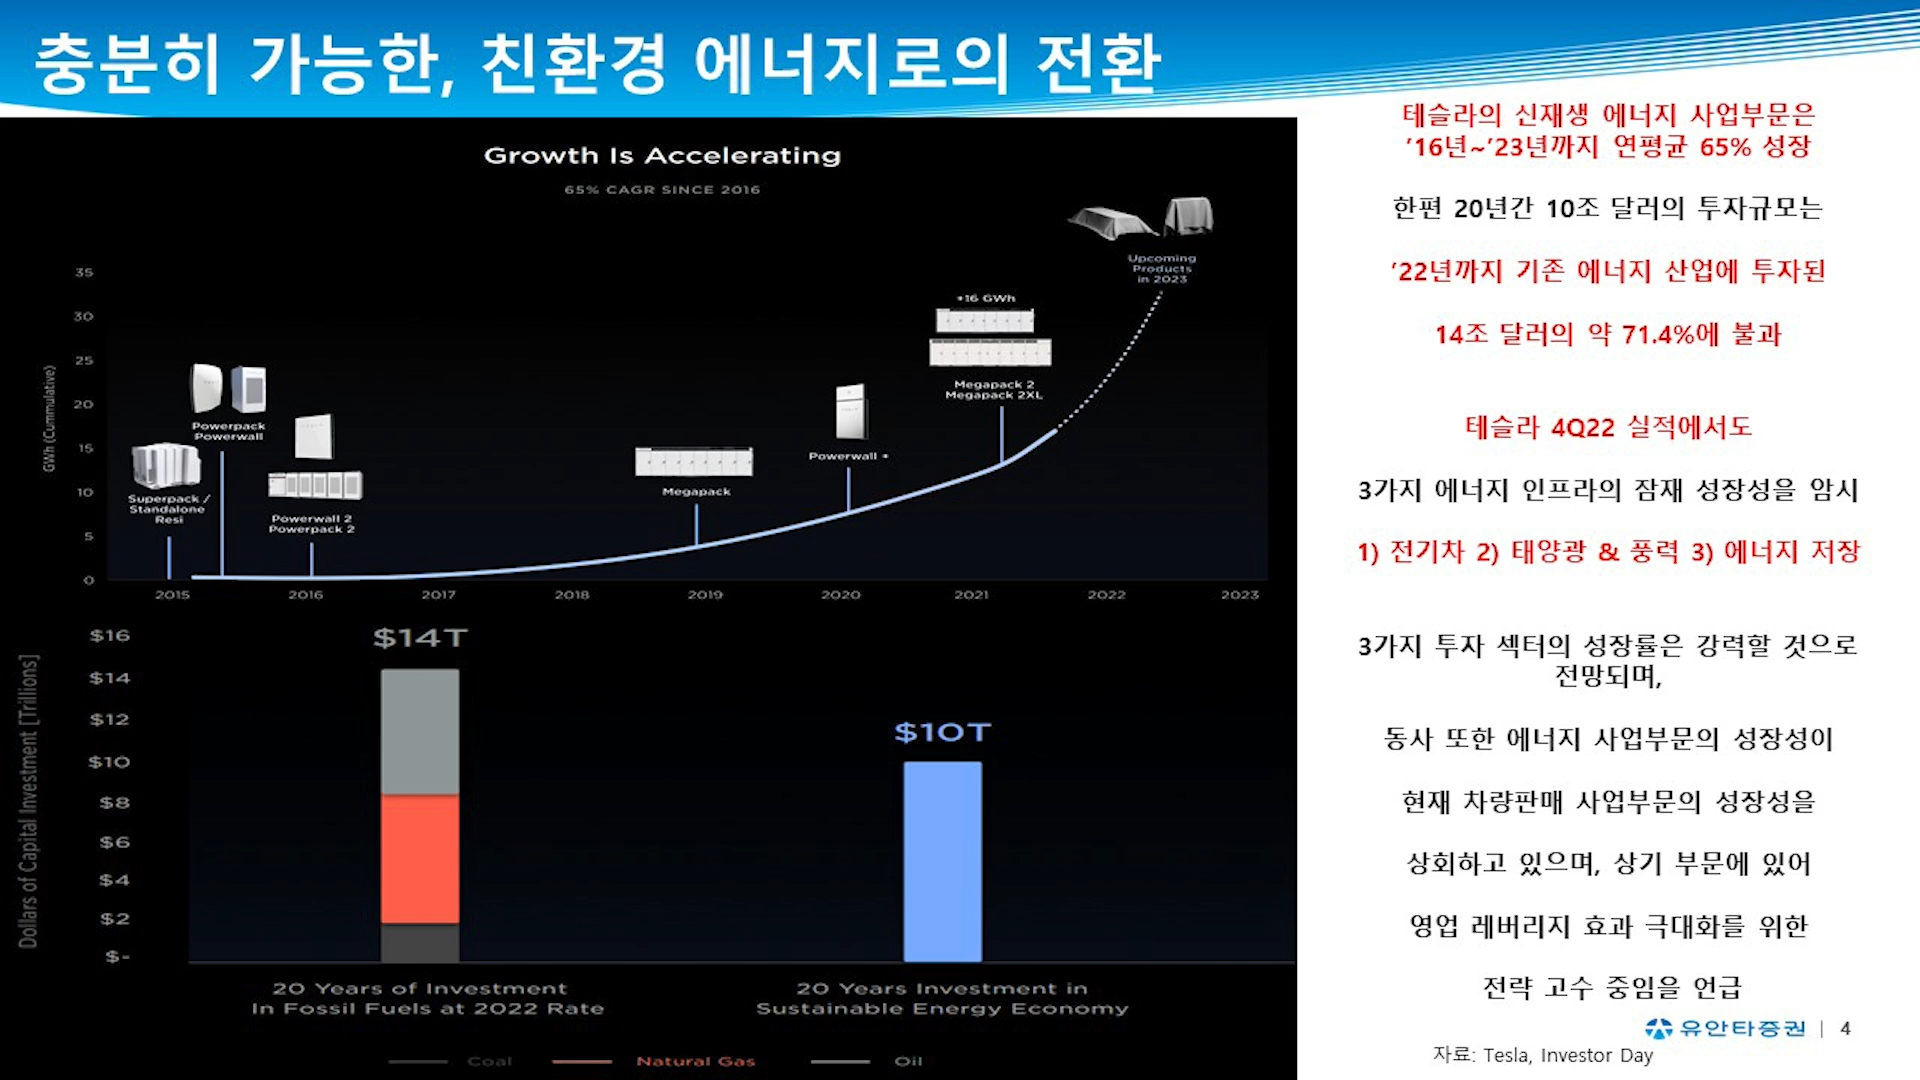 충분히 가능한, 친환경 에너지로의 전환
Growth Is Accelerating
65% CAGR SINCE 2016
GWh (Cummulative)
35
30
25
20
15
10
5
0
Superpack /
Standalone
Resi
Powerpack
Powerwall
Powerwall 2
Powerpack 2
Megapack
Powerwall +
+16 GWh
Megapack 2
Megapack 2XL
Upcoming
Products
in 2023
2015 2016 2017 2018 2019 2020 2021 2022 2023
Dollars of Capital Investment [Trillions]
$16
$14
$12
$10
$8
$6
$4
$2
$-
$14T
$10T
20 Years of Investment
In Fossil Fuels at 2022 Rate
20 Years Investment in
Sustainable Energy Economy
Coal Natural Gas Oil
테슬라의 신재생 에너지 사업부문은
’16년~’23년까지 연평균 65% 성장
한편 20년간 10조 달러의 투자규모는
’22년까지 기존 에너지 산업에 투자된
14조 달러의 약 71.4%에 불과
테슬라 4Q22 실적에서도
3가지 에너지 인프라의 잠재 성장성을 암시
1) 전기차 2) 태양광 & 풍력 3) 에너지 저장
3가지 투자 섹터의 성장률은 강력할 것으로
전망되며,
동사 또한 에너지 사업부문의 성장성이
현재 차량판매 사업부문의 성장성을
상회하고 있으며, 상기 부문에 있어
영업 레버리지 효과 극대화를 위한
전략 고수 중임을 언급
유안타증권 | 4
자료: Tesla, Investor Day